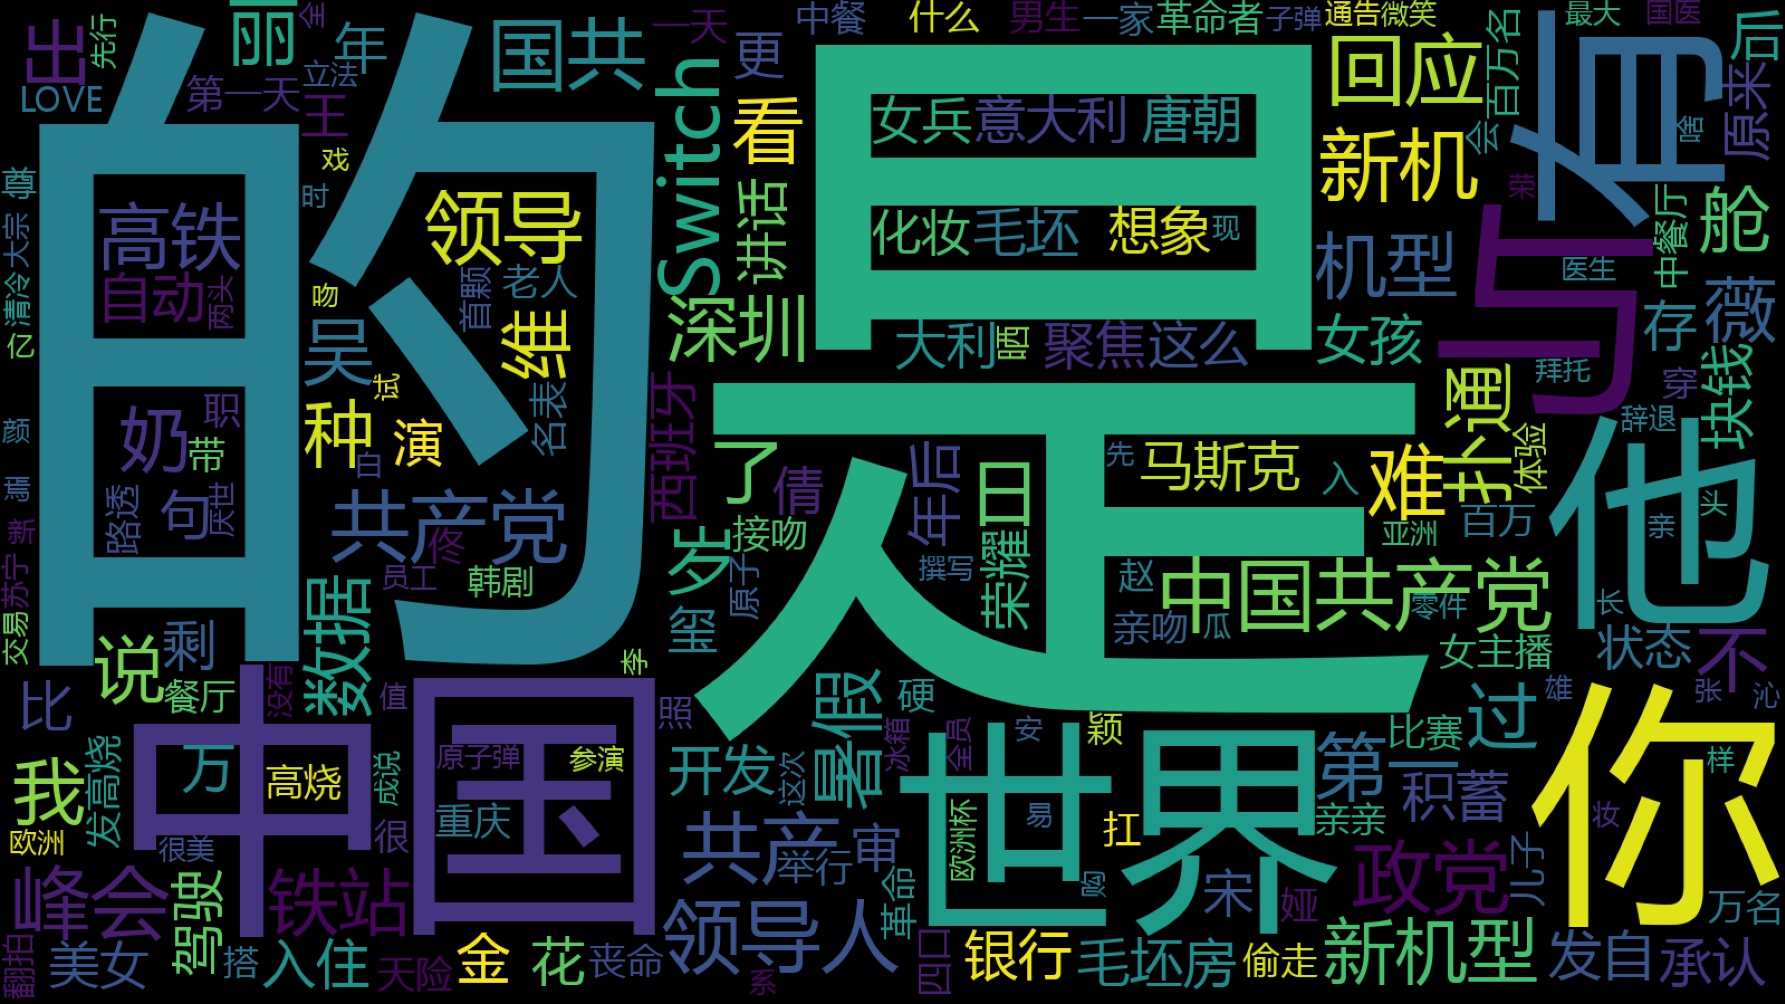 的
是
中国
世界
你
他
有
与
出
先行
丽
全
年
国共
一天
更
中餐
什么
男生
一家
革命者
子弹
通告微笑
最大
国医
后
LOVE
第一天
立法
王
戏
时
Switch
看
女兵
意大利
唐朝
回应
新机
百万名
会
啥
原来
尊
大宗
清冷
亿
高铁
自动
两头
领导
吻
首颗
老人
维
讲话
深圳
化妆
毛坯
想象
现
大利
晒
聚焦
这么
机型
女孩
荣
医生
中餐厅
舱
存
薇
颜
奶
句
职
带
路透
厌世
吴
试
种
演
名表
白
西班牙
了
倩
年后
荣耀日
先
马斯克
入
难
扑通
拜托
穿
块钱
辞退
体验
百万
亚洲
头
亲
新
苏宁
交易
共产党
佟
员工
韩剧
接吻
岁
原子
玺
撰写
赵
中国共产党
零件
亲吻
瓜
长
女主播
状态
不
说
剩
数据
李
比
餐厅
没有
值
照
暑假
硬
冰箱
全员
安
颖
第一
比赛
过
雄
张
沁
我
发高烧
万
高烧
成说
很
原子弹
参演
重庆
开发
这次
欧洲杯
易
扛
亲亲
积蓄
样
妆
欧洲
很美
峰会
驾驶
铁站
共产
举行
审
革命
购
宋
娅
政党
儿子
万名
翻拍
美女
搭
入住
天险
金
花
丧命
领导人
系
四口
银行
毛坯房
偷走
新机型
发自
承认